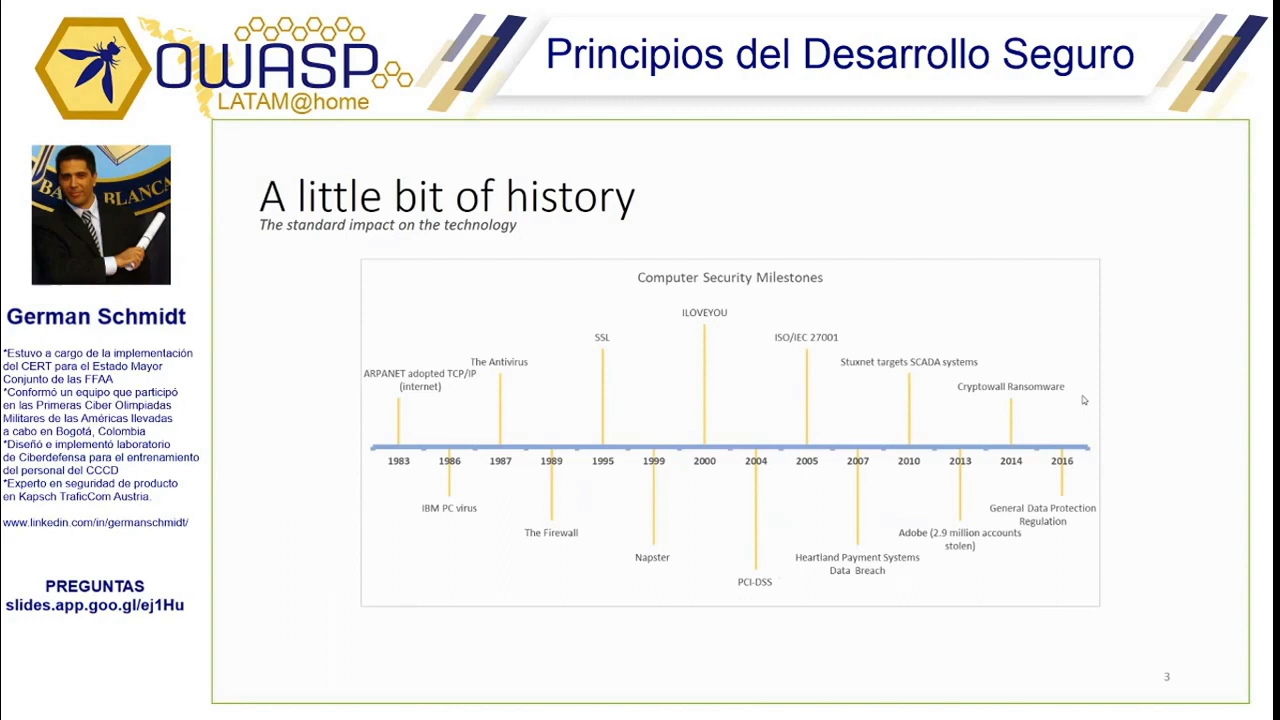 OWASP
LATAM@home
Principios del Desarrollo Seguro
BA BLANCA
German Schmidt
*Estuvo a cargo de la implementación
del CERT para el Estado Mayor
Conjunto de las FFAA
*Conformó un equipo que participó
en las Primeras Ciber Olimpiadas
Militares de las Américas llevadas
a cabo en Bogotá, Colombia
*Diseñó e implementó laboratorio
de Ciberdefensa para el entrenamiento
del personal del CCCD
*Experto en seguridad de producto
en Kapsch TraficCom Austria.
www.linkedin.com/in/germanschmidt/
PREGUNTAS
slides.app.goo.gl/ej1Hu
A little bit of history
The standard impact on the technology
Computer Security Milestones
ILOVEYOU
SSL
ISO/IEC 27001
The Antivirus
Stuxnet targets SCADA systems
ARPANET adopted TCP/IP
(internet)
Cryptowall Ransomware
1983 1986 1987 1989 1995 1999 2000 2004 2005 2007 2010 2013 2014 2016
IBM PC virus
General Data Protection
Regulation
The Firewall
Adobe (2.9 million accounts
stolen)
Napster
Heartland Payment Systems
Data Breach
PCI-DSS
3